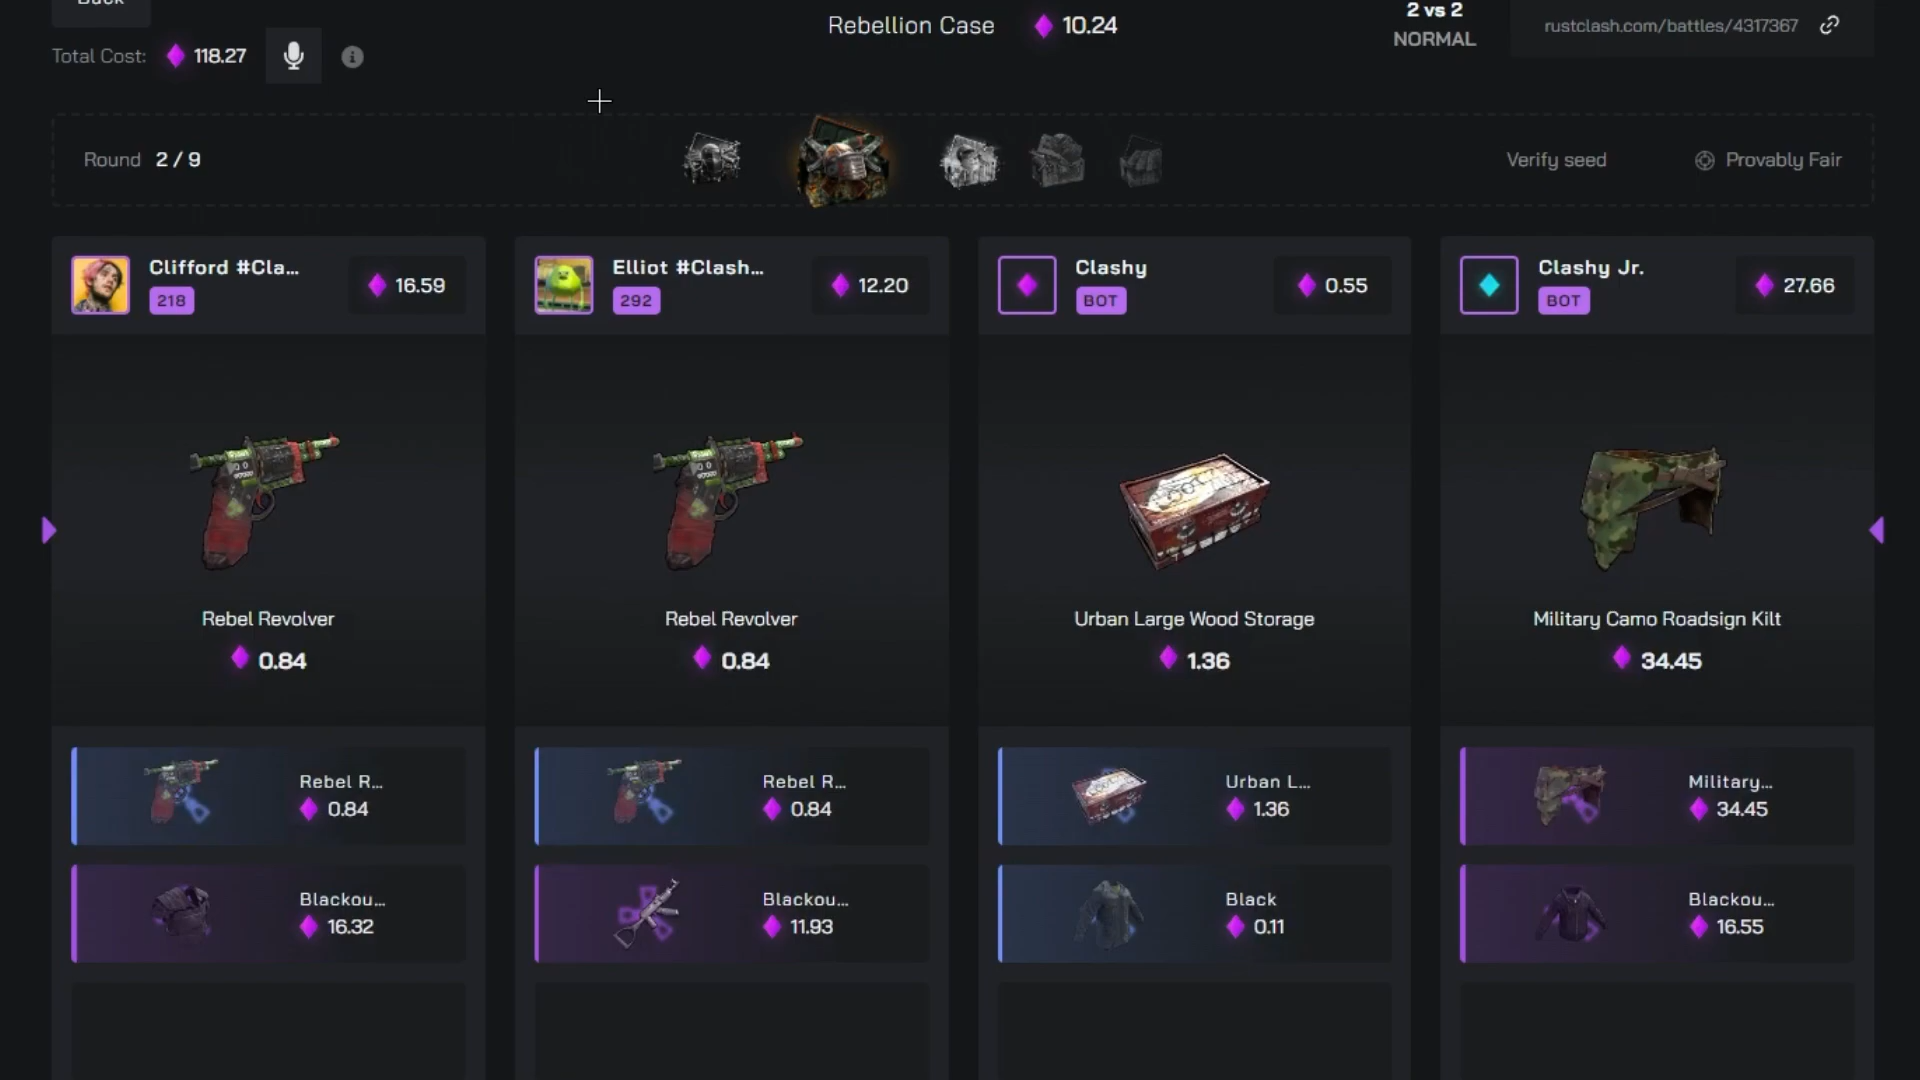 Total Cost: 118.27
Rebellion Case 10.24
2 vs 2
NORMAL
rustclash.com/battles/4317367
Round 2 / 9
Verify seed
Provably Fair
Clifford #Cla...
218
16.59
Elliot #Clash...
292
12.20
Clashy
BOT
0.55
Clashy Jr.
BOT
27.66
Rebel Revolver
0.84
Rebel Revolver
0.84
Urban Large Wood Storage
1.36
Military Camo Roadsign Kilt
34.45
Rebel R...
0.84
Rebel R...
0.84
Urban L...
1.36
Military...
34.45
Blackou...
16.32
Blackou...
11.93
Black
0.11
Blackou...
16.55